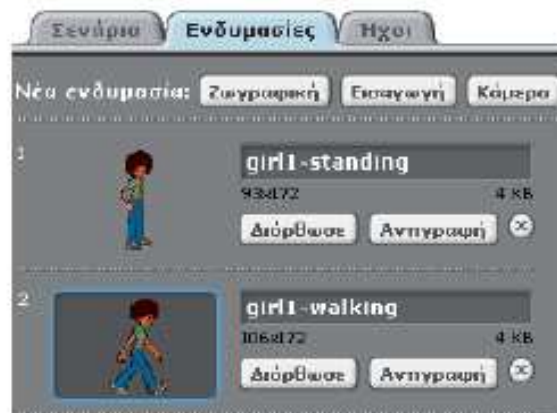 Σενάρια Ενδυμασίες Ήχοι
Νέα ενδυμασία: Ζωγραφική Εισαγωγή Κάμερα
1
girl1-standing
93x172 4 KB
Διόρθωσε Αντιγραφή
2
girl1-walking
106x172 4 KB
Διόρθωσε Αντιγραφή